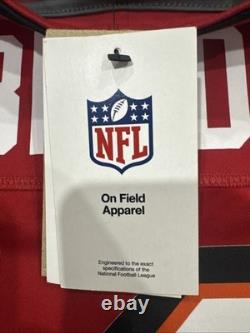 NFL
On Field
Apparel
Engineered to the exact
specifications of the
National Football League